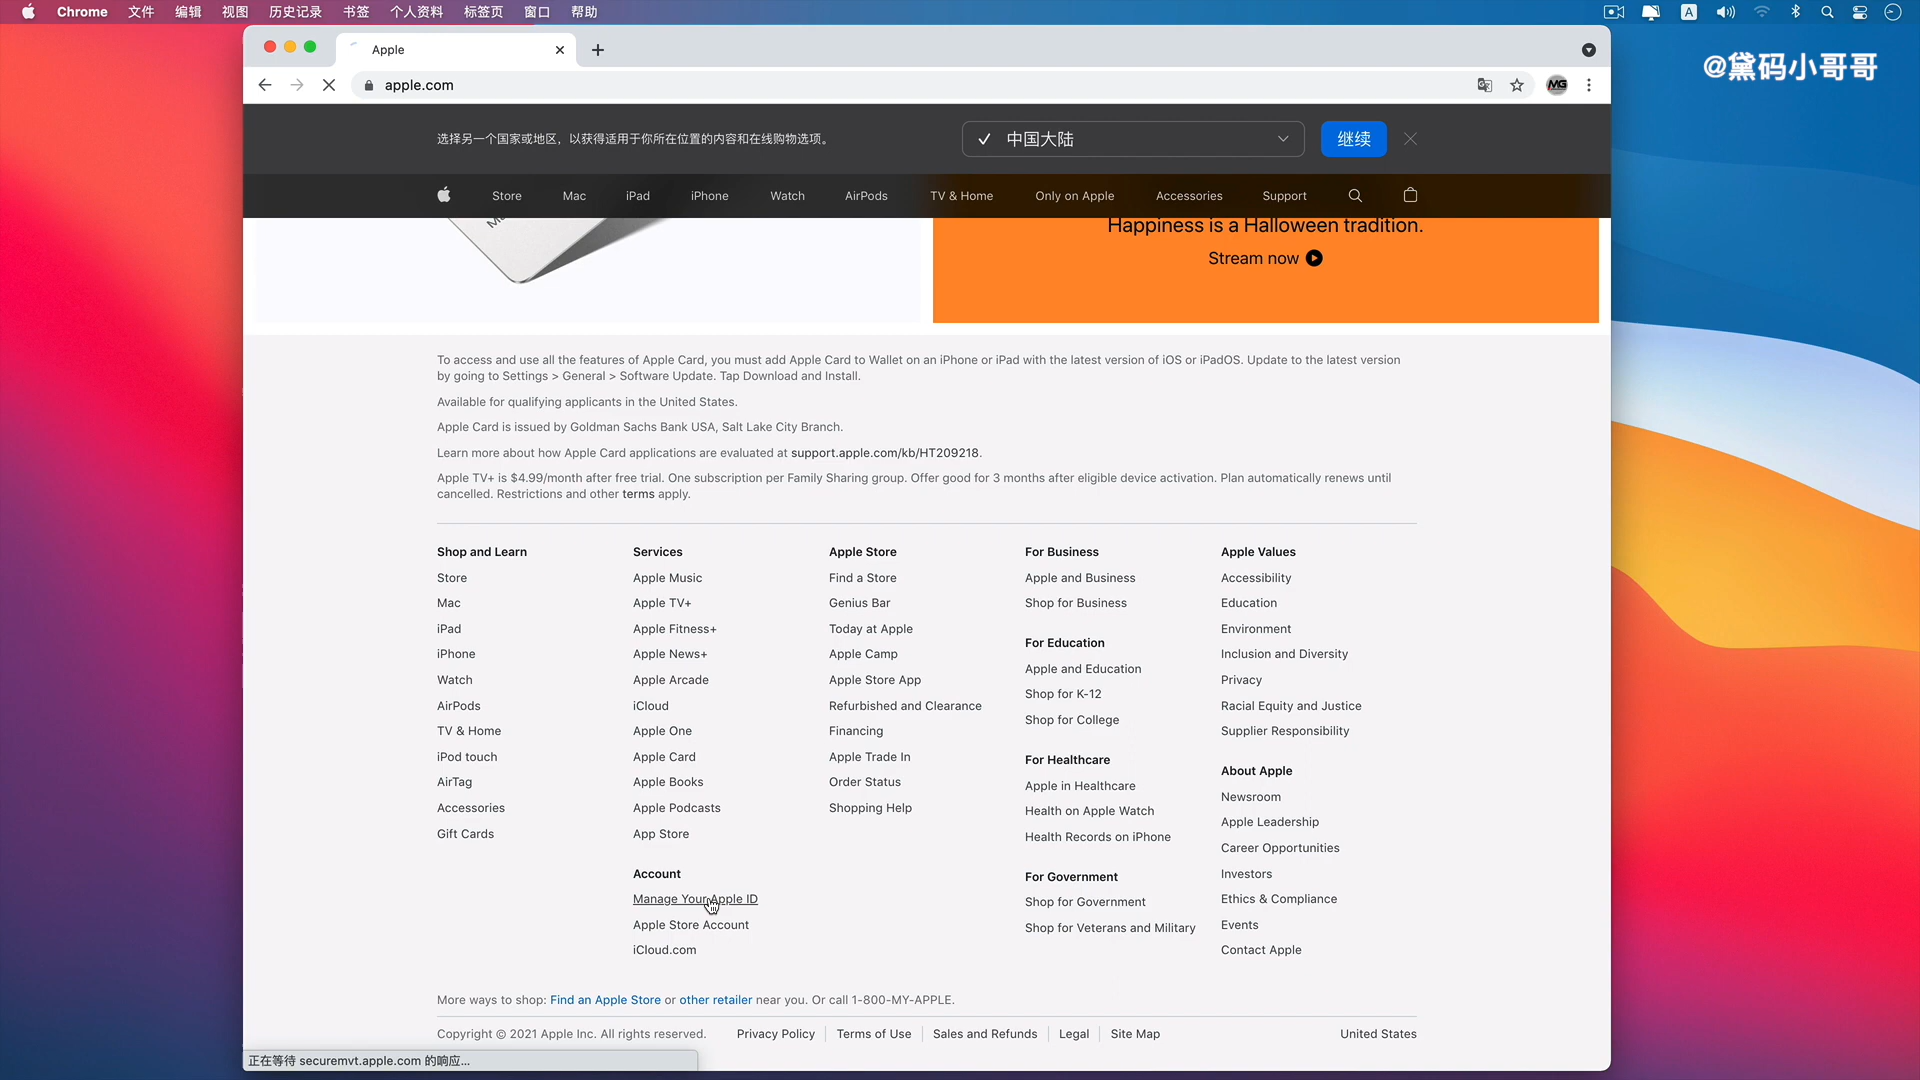 Chrome 文件 编辑 视图 历史记录 书签 个人资料 标签页 窗口 帮助
A
@黛码小哥哥
Apple
apple.com
MG
选择另一个国家或地区，以获得适用于你所在位置的内容和在线购物选项。
中国大陆
继续
Store Mac iPad iPhone Watch AirPods TV & Home Only on Apple Accessories Support
Happiness is a Halloween tradition.
Stream now
To access and use all the features of Apple Card, you must add Apple Card to Wallet on an iPhone or iPad with the latest version of iOS or iPadOS. Update to the latest version
by going to Settings > General > Software Update. Tap Download and Install.
Available for qualifying applicants in the United States.
Apple Card is issued by Goldman Sachs Bank USA, Salt Lake City Branch.
Learn more about how Apple Card applications are evaluated at support.apple.com/kb/HT209218.
Apple TV+ is $4.99/month after free trial. One subscription per Family Sharing group. Offer good for 3 months after eligible device activation. Plan automatically renews until
cancelled. Restrictions and other terms apply.
Shop and Learn
Store
Mac
iPad
iPhone
Watch
AirPods
TV & Home
iPod touch
AirTag
Accessories
Gift Cards
Services
Apple Music
Apple TV+
Apple Fitness+
Apple News+
Apple Arcade
iCloud
Apple One
Apple Card
Apple Books
Apple Podcasts
App Store
Account
Manage Your Apple ID
Apple Store Account
iCloud.com
Apple Store
Find a Store
Genius Bar
Today at Apple
Apple Camp
Apple Store App
Refurbished and Clearance
Financing
Apple Trade In
Order Status
Shopping Help
For Business
Apple and Business
Shop for Business
For Education
Apple and Education
Shop for K-12
Shop for College
For Healthcare
Apple in Healthcare
Health on Apple Watch
Health Records on iPhone
For Government
Shop for Government
Shop for Veterans and Military
Apple Values
Accessibility
Education
Environment
Inclusion and Diversity
Privacy
Racial Equity and Justice
Supplier Responsibility
About Apple
Newsroom
Apple Leadership
Career Opportunities
Investors
Ethics & Compliance
Events
Contact Apple
More ways to shop: Find an Apple Store or other retailer near you. Or call 1-800-MY-APPLE.
Copyright © 2021 Apple Inc. All rights reserved. Privacy Policy Terms of Use Sales and Refunds Legal Site Map United States
正在等待 securemvt.apple.com 的响应...